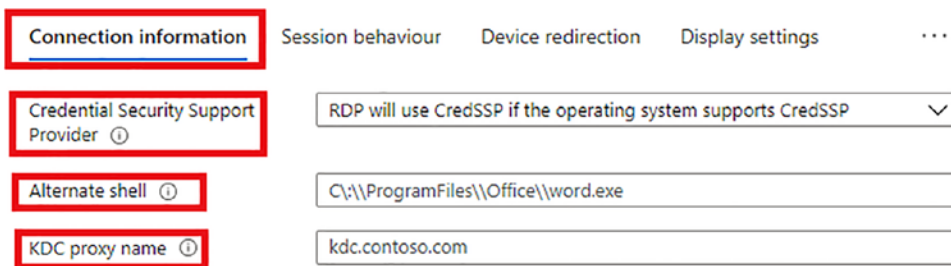 Connection information Session behaviour Device redirection Display settings ...
Credential Security Support Provider ⓘ RDP will use CredSSP if the operating system supports CredSSP
Alternate shell ⓘ C\:\\ProgramFiles\\Office\\word.exe
KDC proxy name ⓘ kdc.contoso.com